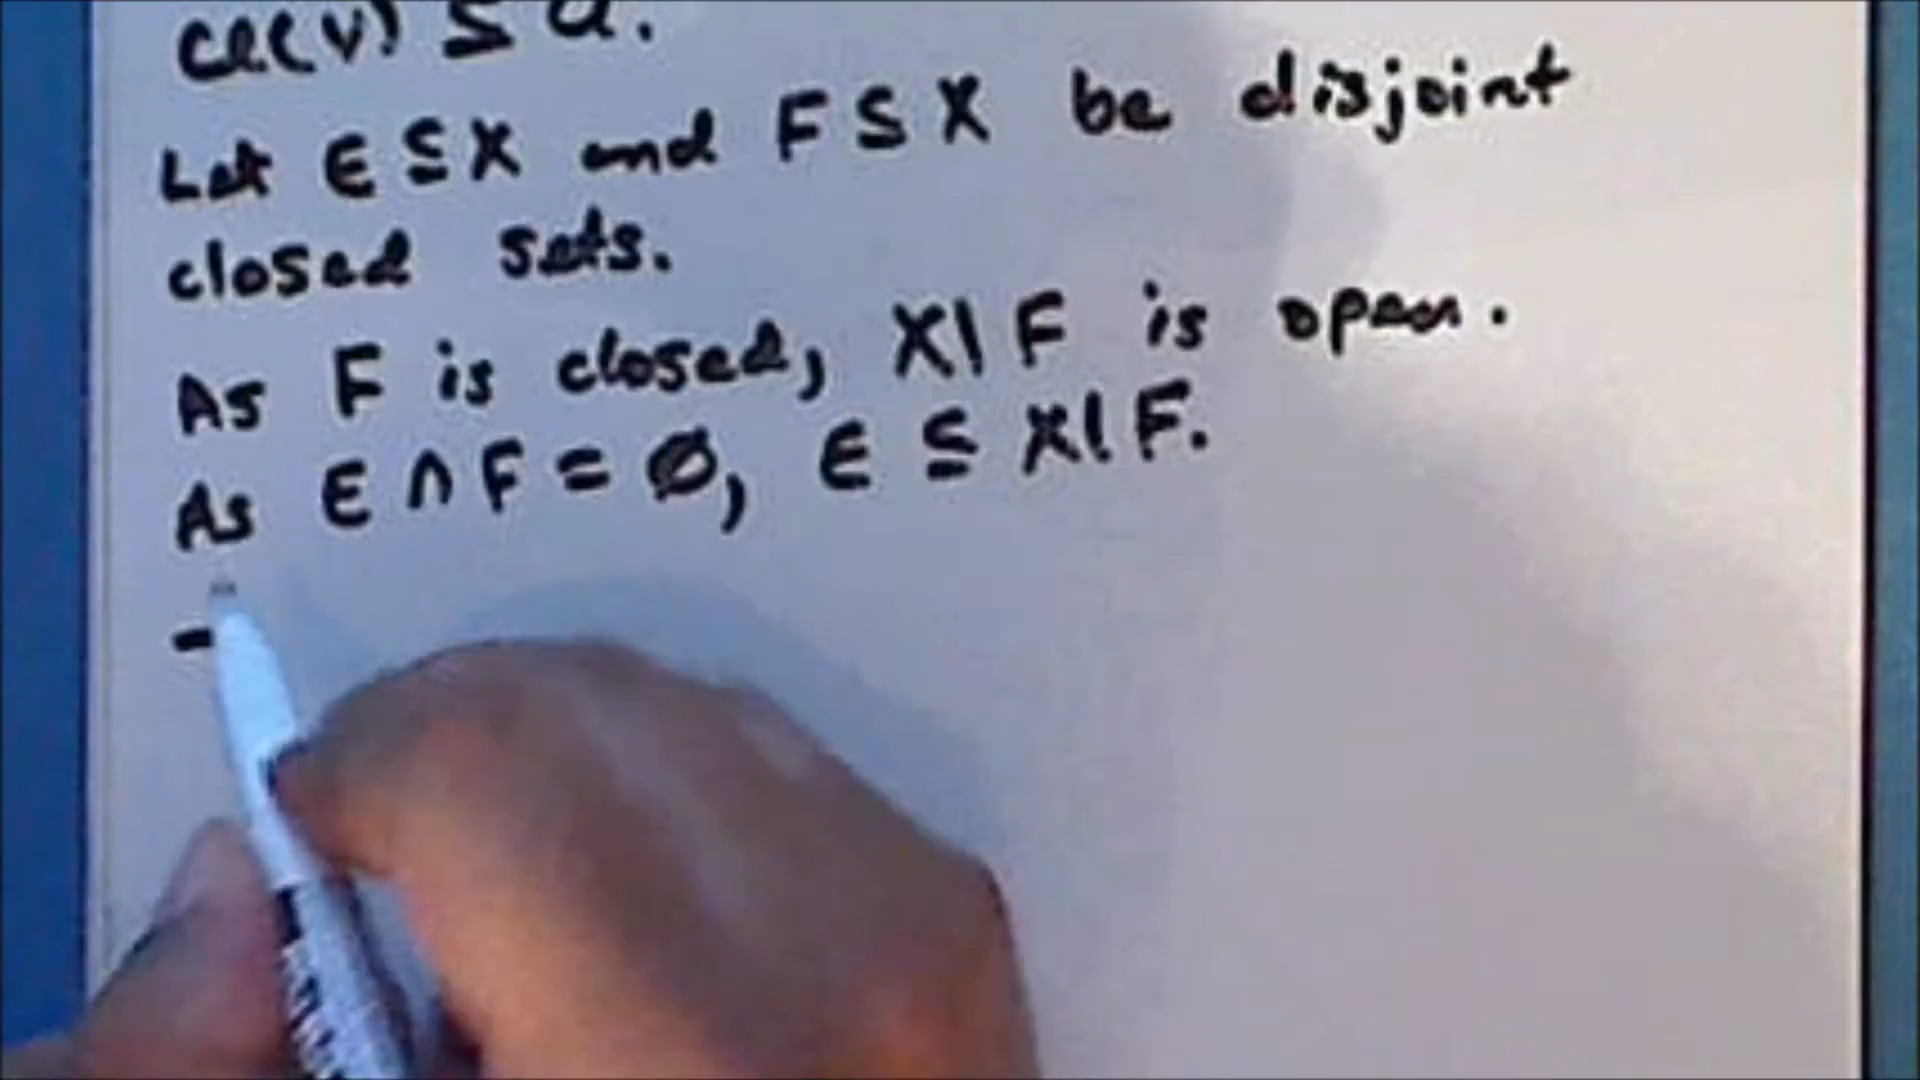 cl(V) ⊆ U.
Let E ⊆ X and F ⊆ X be disjoint
closed sets.
As F is closed, X\F is open.
As E ∩ F = ∅, E ⊆ X\F.